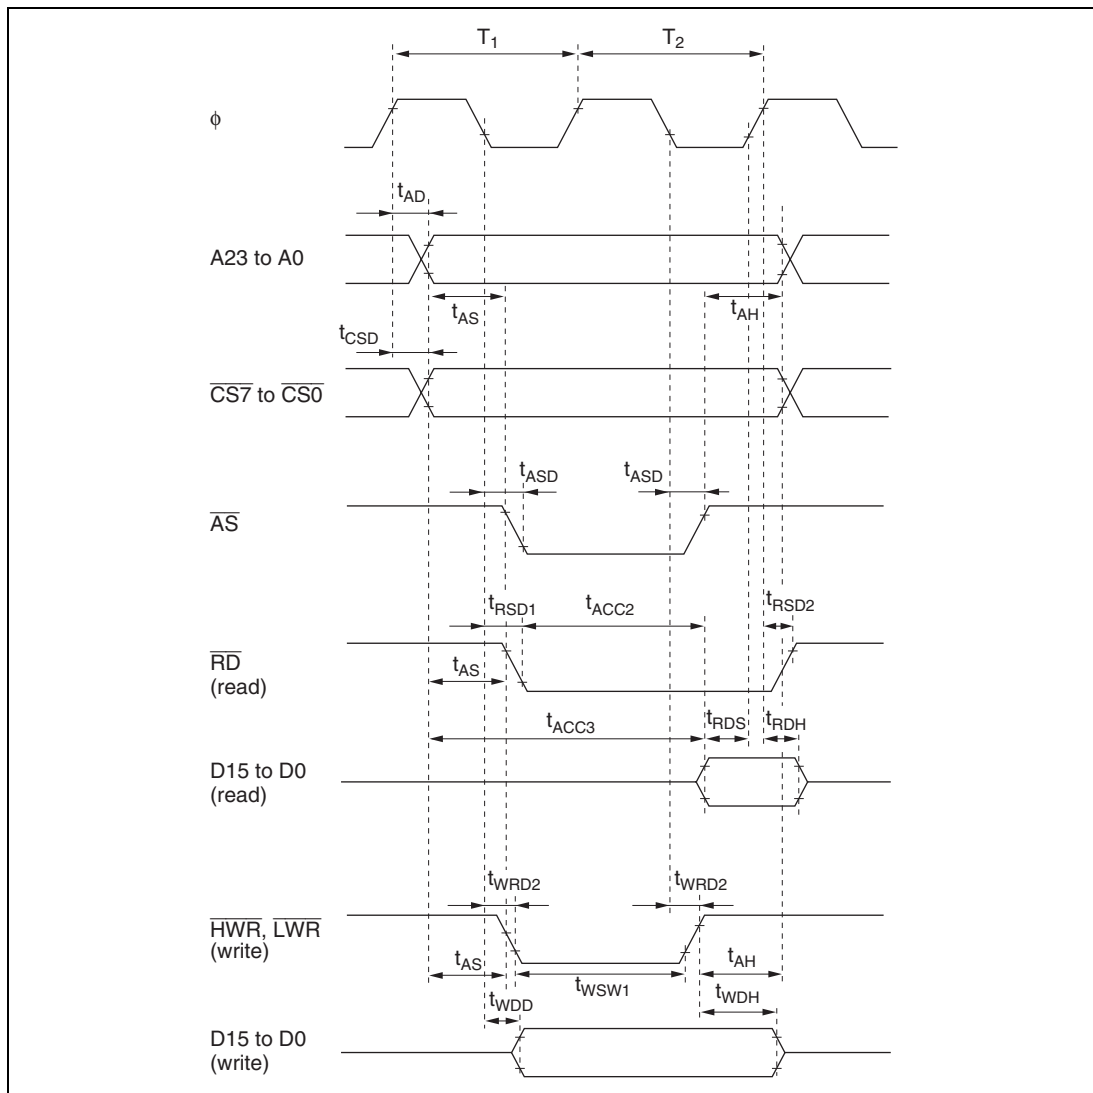 T1 T2
ϕ
tAD
A23 to A0
tAS tAH
tCSD
CS7 to CS0
tASD tASD
AS
tRSD1 tACC2 tRSD2
RD
(read)
tAS
tACC3 tRDS tRDH
D15 to D0
(read)
tWRD2 tWRD2
HWR, LWR
(write)
tAS tWSW1 tAH
tWDD tWDH
D15 to D0
(write)